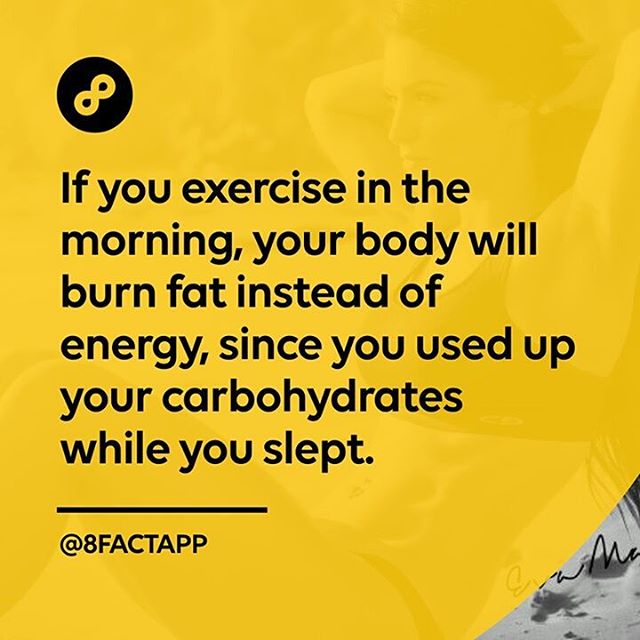 If you exercise in the
morning, your body will
burn fat instead of
energy, since you used up
your carbohydrates
while you slept.
@8FACTAPP